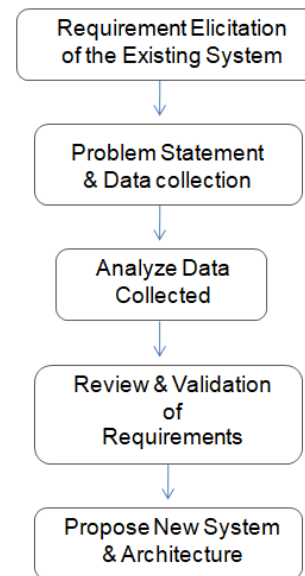 Requirement Elicitation
of the Existing System
Problem Statement
& Data collection
Analyze Data
Collected
Review & Validation
of
Requirements
Propose New System
& Architecture